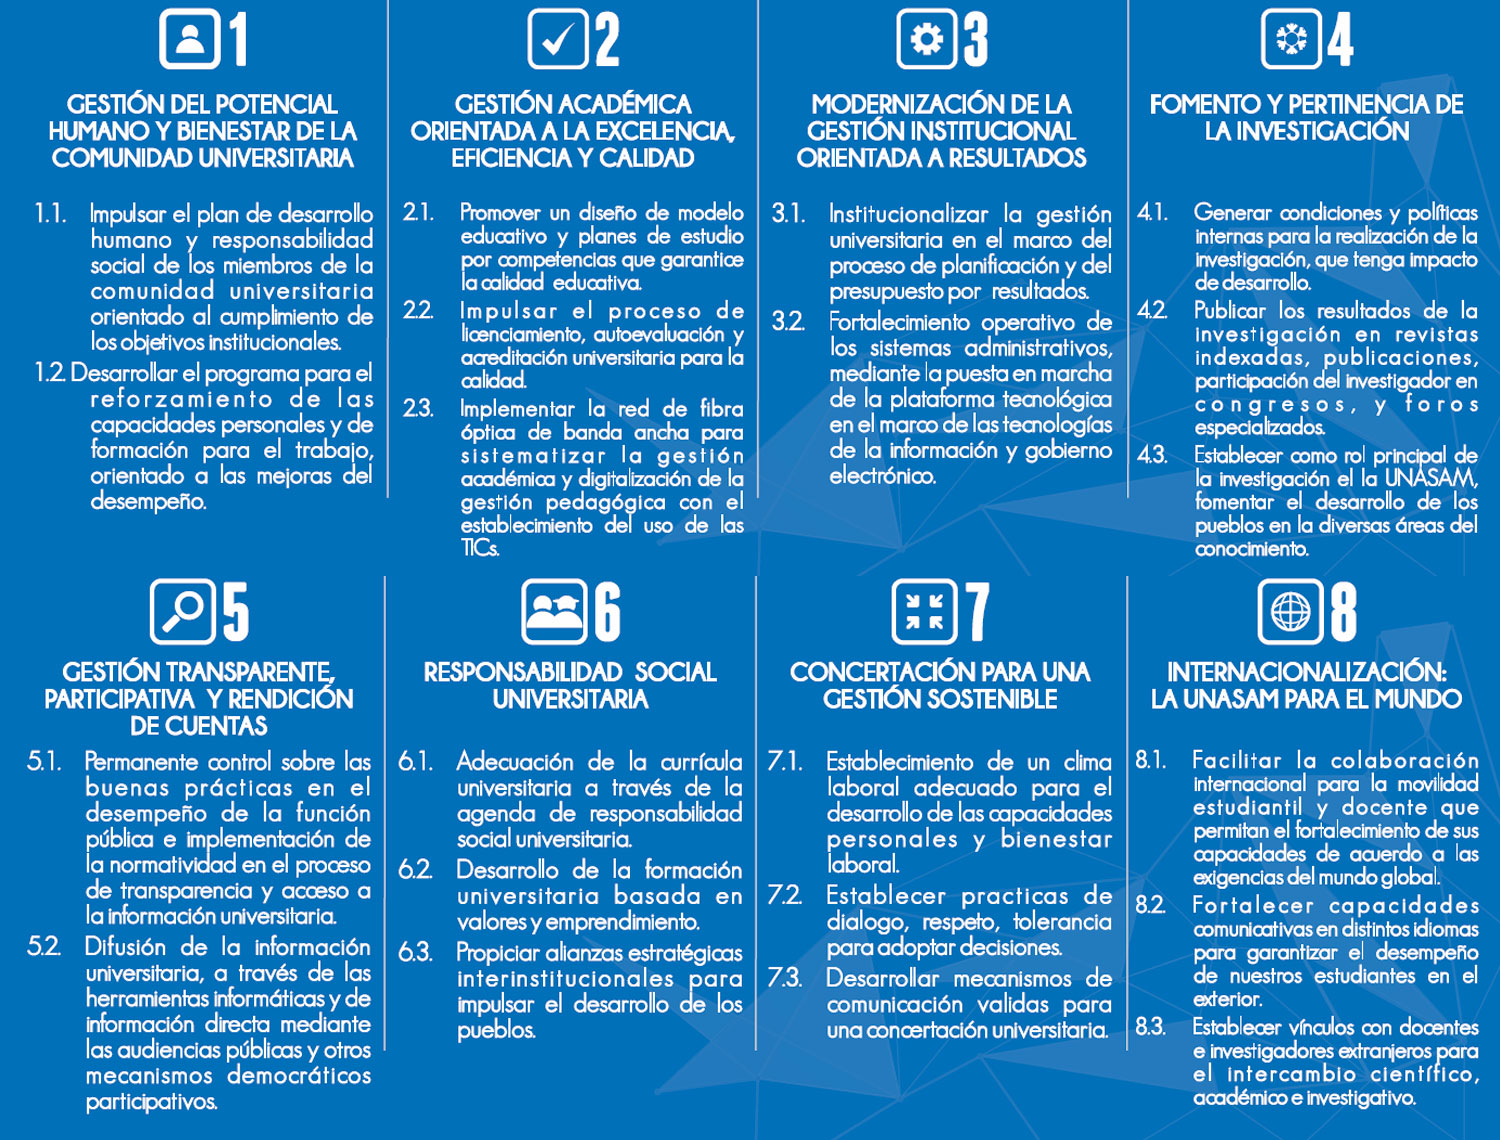 1
GESTIÓN DEL POTENCIAL
HUMANO Y BIENESTAR DE LA
COMUNIDAD UNIVERSITARIA
1.1. Impulsar el plan de desarrollo
humano y responsabilidad
social de los miembros de la
comunidad universitaria
orientado al cumplimiento de
los objetivos institucionales.
1.2. Desarrollar el programa para el
reforzamiento de las
capacidades personales y de
formación para el trabajo,
orientado a las mejoras del
desempeño.
2
GESTIÓN ACADÉMICA
ORIENTADA A LA EXCELENCIA,
EFICIENCIA Y CALIDAD
2.1. Promover un diseño de modelo
educativo y planes de estudio
por competencias que garantice
la calidad educativa.
2.2. Impulsar el proceso de
licenciamiento, autoevaluación y
acreditación universitaria para la
calidad.
2.3. Implementar la red de fibra
óptica de banda ancha para
sistematizar la gestión
académica y digitalización de la
gestión pedagógica con el
establecimiento del uso de las
TICs.
3
MODERNIZACIÓN DE LA
GESTIÓN INSTITUCIONAL
ORIENTADA A RESULTADOS
3.1. Institucionalizar la gestión
universitaria en el marco del
proceso de planificación y del
presupuesto por resultados.
3.2. Fortalecimiento operativo de
los sistemas administrativos,
mediante la puesta en marcha
de la plataforma tecnológica
en el marco de las tecnologías
de la información y gobierno
electrónico.
4
FOMENTO Y PERTINENCIA DE
LA INVESTIGACIÓN
4.1. Generar condiciones y políticas
internas para la realización de la
investigación, que tenga impacto
de desarrollo.
4.2. Publicar los resultados de la
investigación en revistas
indexadas, publicaciones,
participación del investigador en
congresos, y foros
especializados.
4.3. Establecer como rol principal de
la investigación el la UNASAM,
fomentar el desarrollo de los
pueblos en la diversas áreas del
conocimiento.
5
GESTIÓN TRANSPARENTE,
PARTICIPATIVA Y RENDICIÓN
DE CUENTAS
5.1. Permanente control sobre las
buenas prácticas en el
desempeño de la función
pública e implementación de
la normatividad en el proceso
de transparencia y acceso a
la información universitaria.
5.2. Difusión de la información
universitaria, a través de las
herramientas informáticas y de
información directa mediante
las audiencias públicas y otros
mecanismos democráticos
participativos.
6
RESPONSABILIDAD SOCIAL
UNIVERSITARIA
6.1. Adecuación de la currícula
universitaria a través de la
agenda de responsabilidad
social universitaria.
6.2. Desarrollo de la formación
universitaria basada en
valores y emprendimiento.
6.3. Propiciar alianzas estratégicas
interinstitucionales para
impulsar el desarrollo de los
pueblos.
7
CONCERTACIÓN PARA UNA
GESTIÓN SOSTENIBLE
7.1. Establecimiento de un clima
laboral adecuado para el
desarrollo de las capacidades
personales y bienestar
laboral.
7.2. Establecer practicas de
dialogo, respeto, tolerancia
para adoptar decisiones.
7.3. Desarrollar mecanismos de
comunicación validas para
una concertación universitaria.
8
INTERNACIONALIZACIÓN:
LA UNASAM PARA EL MUNDO
8.1. Facilitar la colaboración
internacional para la movilidad
estudiantil y docente que
permitan el fortalecimiento de sus
capacidades de acuerdo a las
exigencias del mundo global.
8.2. Fortalecer capacidades
comunicativas en distintos idiomas
para garantizar el desempeño
de nuestros estudiantes en el
exterior.
8.3. Establecer vínculos con docentes
e investigadores extranjeros para
el intercambio científico,
académico e investigativo.